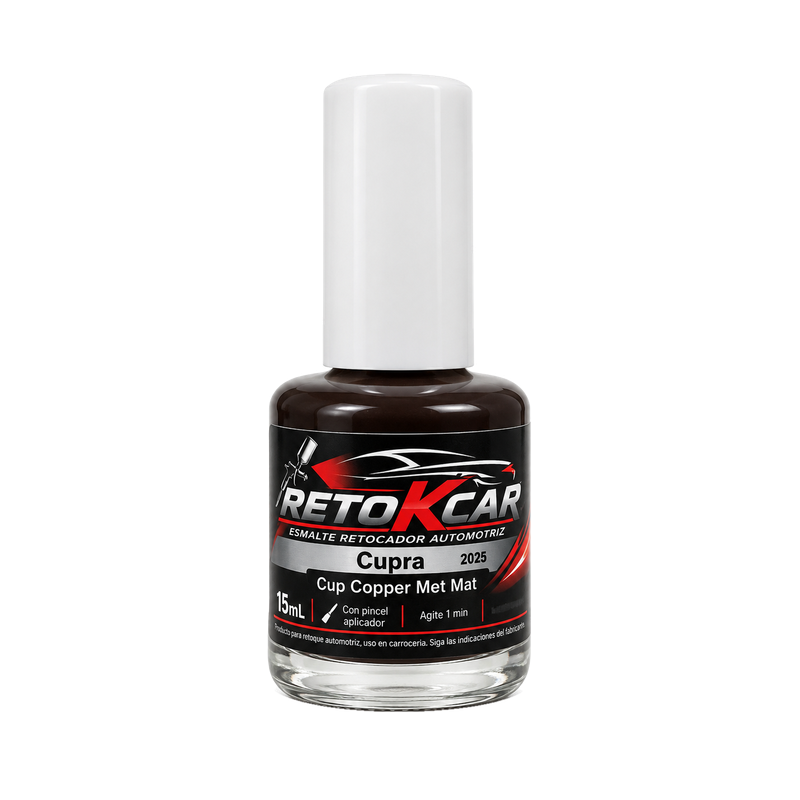 RETOKCAR
ESMALTE RETOCADOR AUTOMOTRIZ
Cupra 2025
Cup Copper Met Mat
15mL
Con pincel
aplicador
Agite 1 min
Producto para retoque automotriz, uso en carroceria. Siga las indicaciones del fabricante.